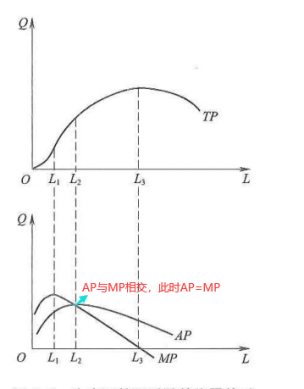 Q
TP
O L₁ L₂ L₃ L
Q
AP与MP相交，此时AP=MP
AP
O L₁ L₂ L₃ MP L